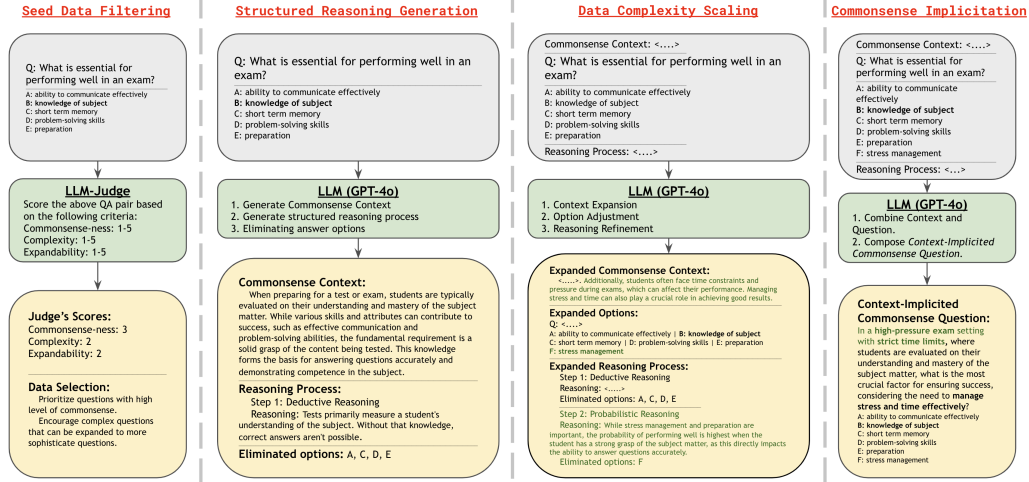 Seed Data Filtering
Q: What is essential for
performing well in an exam?
A: ability to communicate effectively
B: knowledge of subject
C: short term memory
D: problem-solving skills
E: preparation
LLM-Judge
Score the above QA pair based
on the following criteria:
Commonsense-ness: 1-5
Complexity: 1-5
Expandability: 1-5
Judge's Scores:
Commonsense-ness: 3
Complexity: 2
Expandability: 2
Data Selection:
Prioritize questions with high
level of commonsense.
Encourage complex questions
that can be expanded to more
sophisticate questions.
Structured Reasoning Generation
Q: What is essential for performing well in an
exam?
A: ability to communicate effectively
B: knowledge of subject
C: short term memory
D: problem-solving skills
E: preparation
LLM (GPT-4o)
1. Generate Commonsense Context
2. Generate structured reasoning process
3. Eliminating answer options
Commonsense Context:
When preparing for a test or exam, students are typically
evaluated on their understanding and mastery of the subject
matter. While various skills and attributes can contribute to
success, such as effective communication and
problem-solving abilities, the fundamental requirement is a
solid grasp of the content being tested. This knowledge
forms the basis for answering questions accurately and
demonstrating competence in the subject.
Reasoning Process:
Step 1: Deductive Reasoning
Reasoning: Tests primarily measure a student's
understanding of the subject. Without that knowledge,
correct answers aren't possible.
Eliminated options: A, C, D, E
Data Complexity Scaling
Commonsense Context: <....>
Q: What is essential for performing well in an
exam?
A: ability to communicate effectively
B: knowledge of subject
C: short term memory
D: problem-solving skills
E: preparation
Reasoning Process: <....>
LLM (GPT-4o)
1. Context Expansion
2. Option Adjustment
3. Reasoning Refinement
Expanded Commonsense Context:
<.....>. Additionally, students often face time constraints and
pressure during exams, which can affect their performance. Managing
stress and time can also play a crucial role in achieving good results.
Expanded Options:
Q: <....>
A: ability to communicate effectively | B: knowledge of subject
C: short term memory | D: problem-solving skills | E: preparation
F: stress management
Expanded Reasoning Process:
Step 1: Deductive Reasoning
Reasoning: <.....>
Eliminated options: A, C, D, E
Step 2: Probabilistic Reasoning
Reasoning: While stress management and preparation are
important, the probability of performing well is highest when the
student has a strong grasp of the subject matter, as this directly impacts
the ability to answer questions accurately.
Eliminated options: F
Commonsense Implicitation
Commonsense Context: <....>
Q: What is essential for
performing well in an exam?
A: ability to communicate
effectively
B: knowledge of subject
C: short term memory
D: problem-solving skills
E: preparation
F: stress management
Reasoning Process: <...>
LLM (GPT-4o)
1. Combine Context and
Question.
2. Compose Context-Implicited
Commonsense Question.
Context-Implicited
Commonsense Question:
In a high-pressure exam setting
with strict time limits, where
students are evaluated on their
understanding and mastery of the
subject matter, what is the most
crucial factor for ensuring success,
considering the need to manage
stress and time effectively?
A: ability to communicate effectively
B: knowledge of subject
C: short term memory
D: problem-solving skills
E: preparation
F: stress management